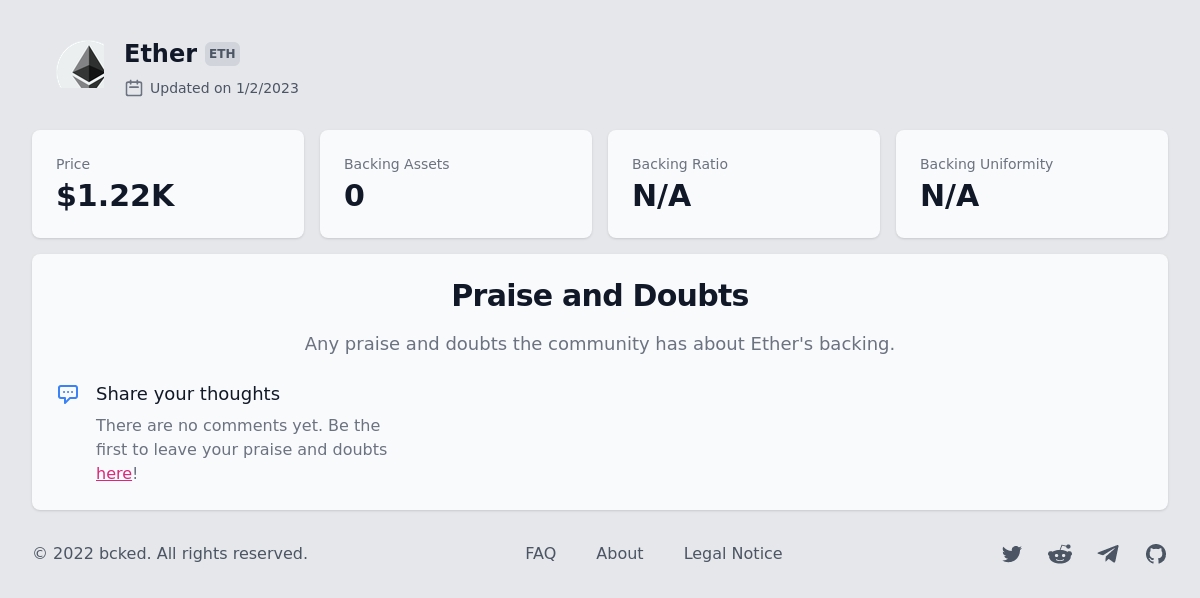 Ether ETH
Updated on 1/2/2023
Price
$1.22K
Backing Assets
0
Backing Ratio
N/A
Backing Uniformity
N/A
Praise and Doubts
Any praise and doubts the community has about Ether's backing.
Share your thoughts
There are no comments yet. Be the
first to leave your praise and doubts
here!
© 2022 bcked. All rights reserved.
FAQ
About
Legal Notice